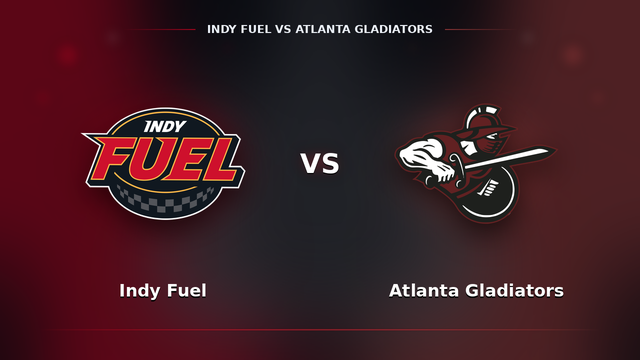 INDY FUEL VS ATLANTA GLADIATORS
INDY
FUEL
VS
Indy Fuel
Atlanta Gladiators